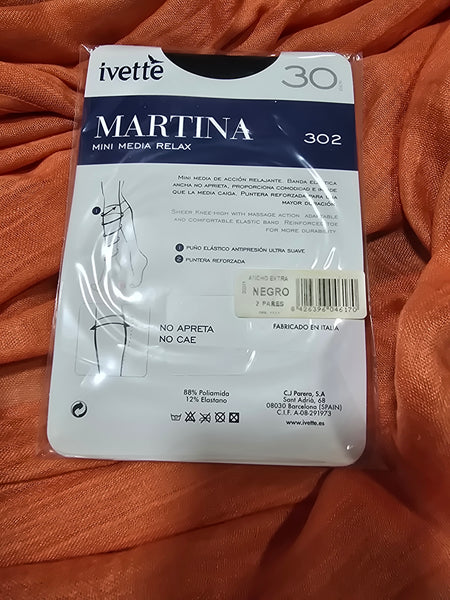 ivette
30
MARTINA
MINI MEDIA RELAX
302
MINI MEDIA DE ACCIÓN RELAJANTE. BANDA ELÁSTICA
ANCHA NO APRIETA, PROPORCIONA COMODIDAD E IMPIDE
QUE LA MEDIA CAIGA. PUNTERA REFORZADA PARA UNA
MAYOR DURACIÓN.
SHEER KNEE-HIGH WITH MASSAGE ACTION. ADAPTABLE
AND COMFORTABLE ELASTIC BAND. REINFORCED TOE
FOR MORE DURABILITY.
1
1 PUÑO ELÁSTICO ANTIPRESIÓN ULTRA SUAVE
2 PUNTERA REFORZADA
ANCHO EXTRA
NEGRO
2 PARES
8 426396 046170
NO APRETA
NO CAE
FABRICADO EN ITALIA
88% Poliamida
12% Elastano
C.J Parera, S.A
Sant Adrià, 68
08030 Barcelona (SPAIN)
C.I.F. A-08-291973
www.ivette.es